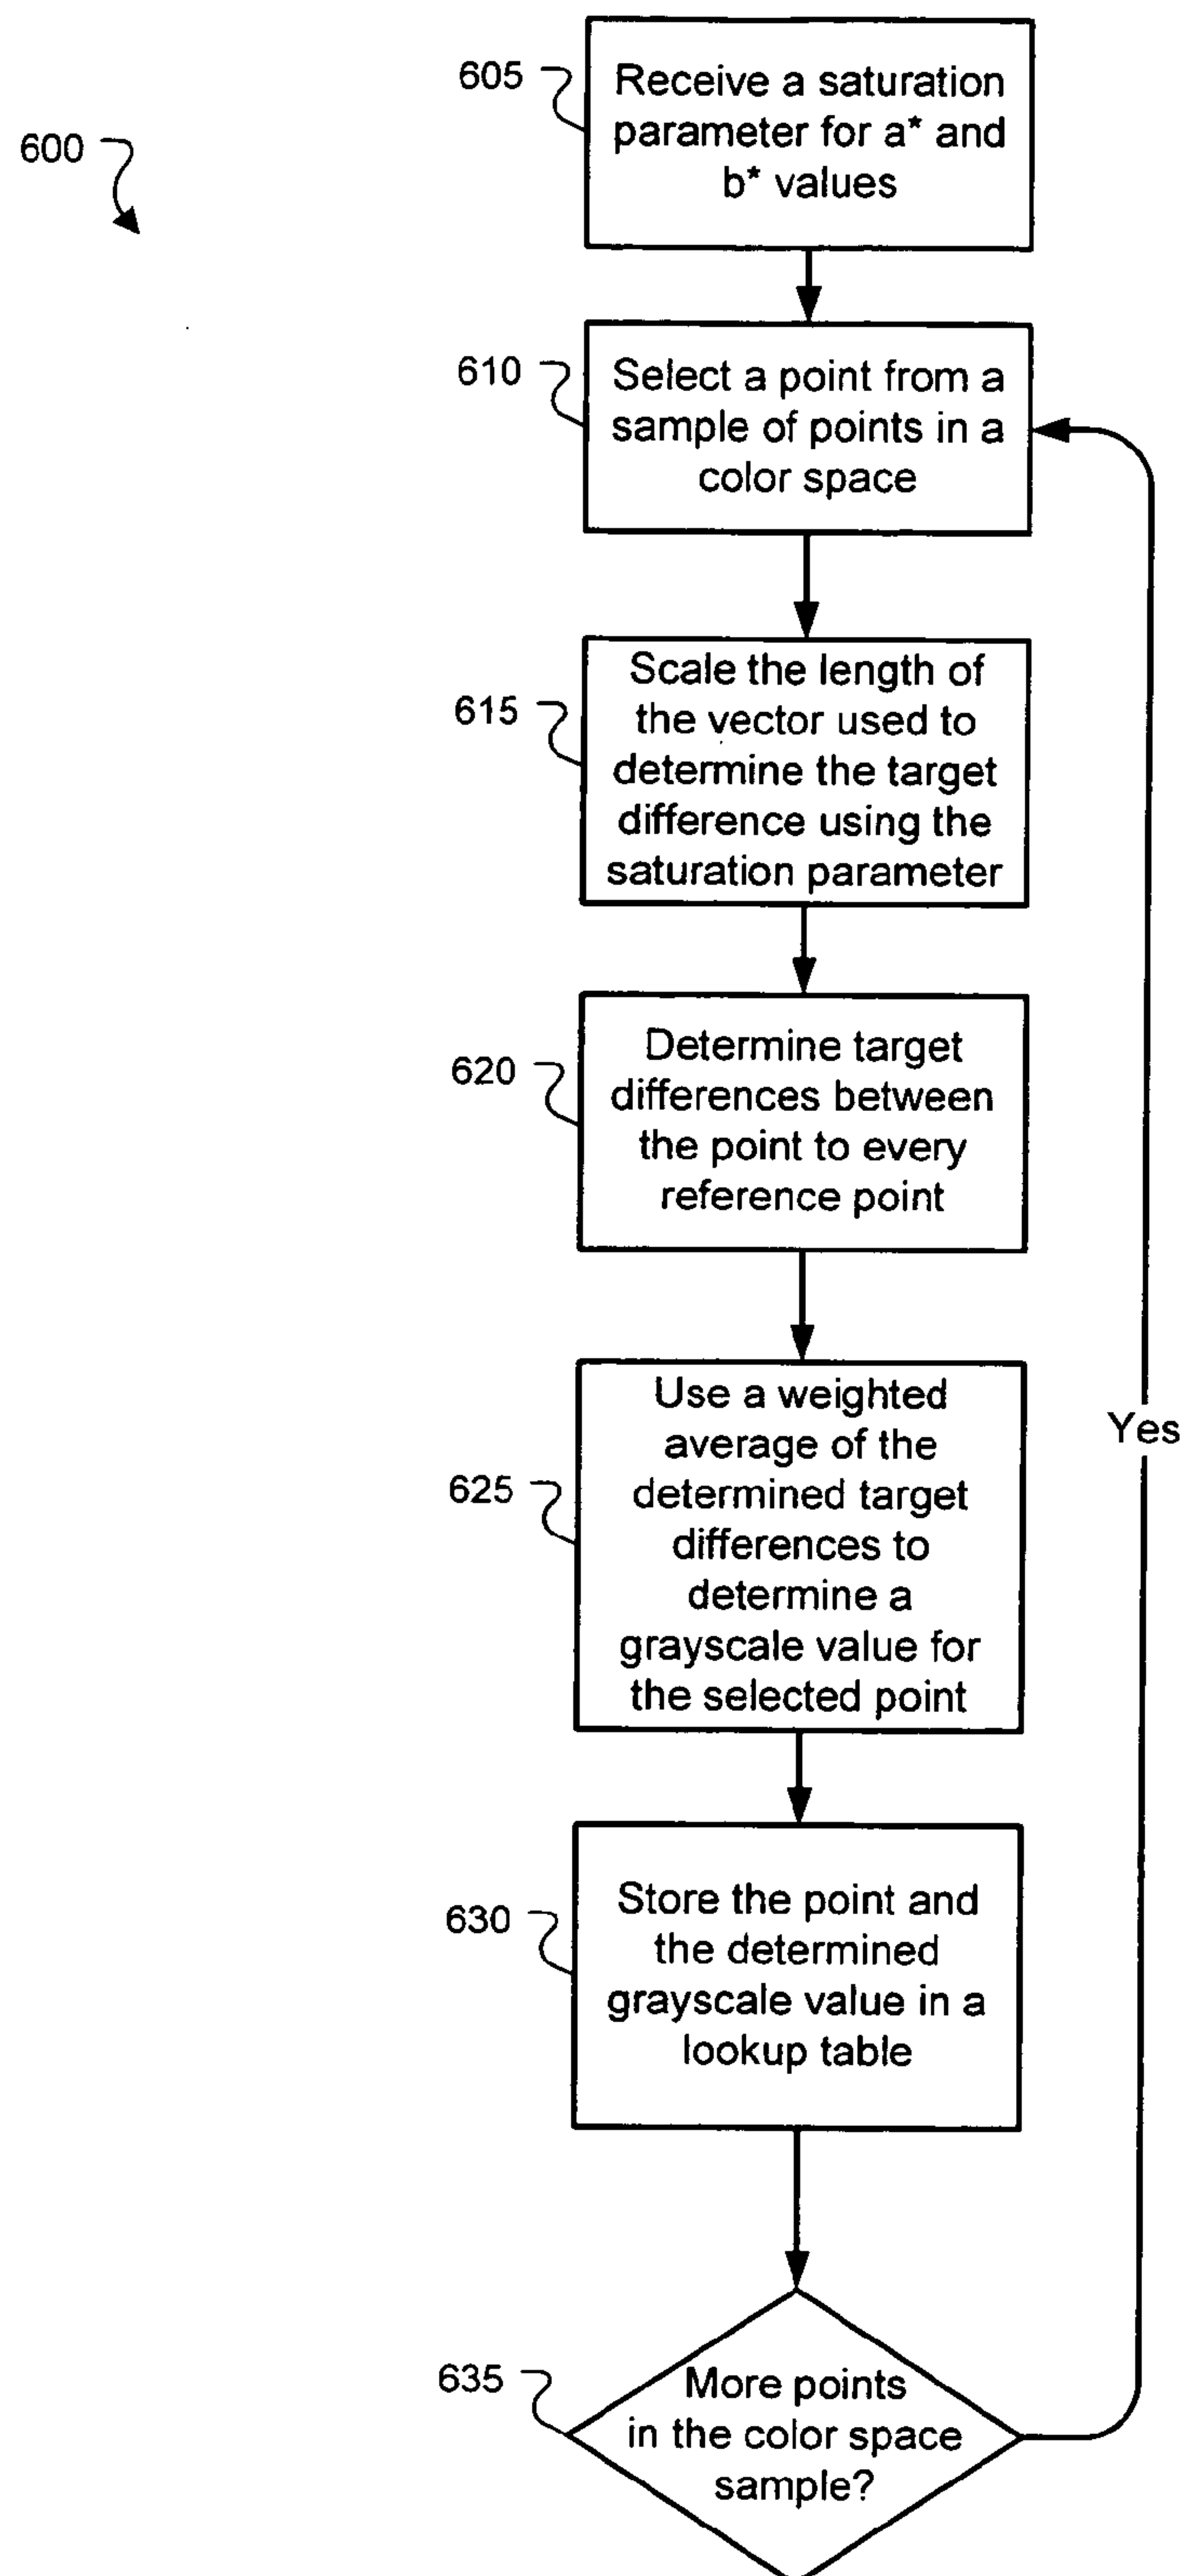 600
605
Receive a saturation
parameter for a* and
b* values
610
Select a point from a
sample of points in a
color space
615
Scale the length of
the vector used to
determine the target
difference using the
saturation parameter
620
Determine target
differences between
the point to every
reference point
625
Use a weighted
average of the
determined target
differences to
determine a
grayscale value for
the selected point
Yes
630
Store the point and
the determined
grayscale value in a
lookup table
635
More points
in the color space
sample?